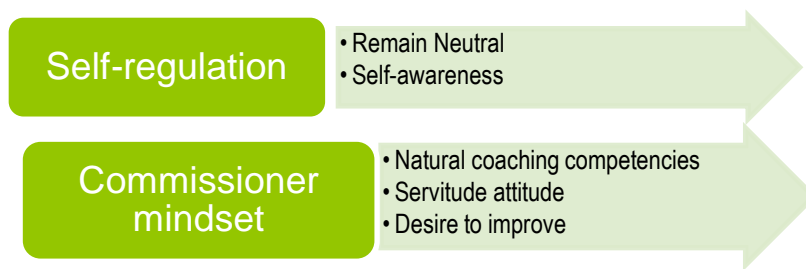 Self-regulation
• Remain Neutral
• Self-awareness
Commissioner
mindset
• Natural coaching competencies
• Servitude attitude
• Desire to improve